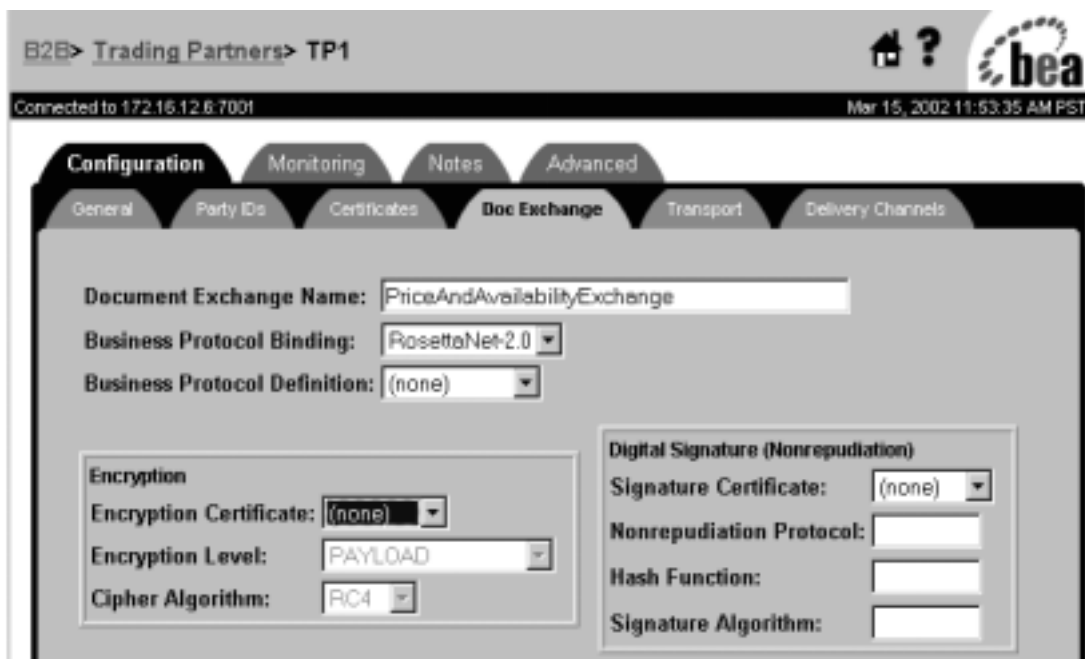 B2B> Trading Partners> TP1
?
bea
Connected to 172.16.12.6:7001 Mar 15, 2002 11:53:35 AM PST
Configuration Monitoring Notes Advanced
General Party IDs Certificates Doc Exchange Transport Delivery Channels
Document Exchange Name: PriceAndAvailabilityExchange
Business Protocol Binding: RosettaNet-2.0
Business Protocol Definition: (none)
Encryption
Encryption Certificate: (none)
Encryption Level: PAYLOAD
Cipher Algorithm: RC4
Digital Signature (Nonrepudiation)
Signature Certificate: (none)
Nonrepudiation Protocol:
Hash Function:
Signature Algorithm: